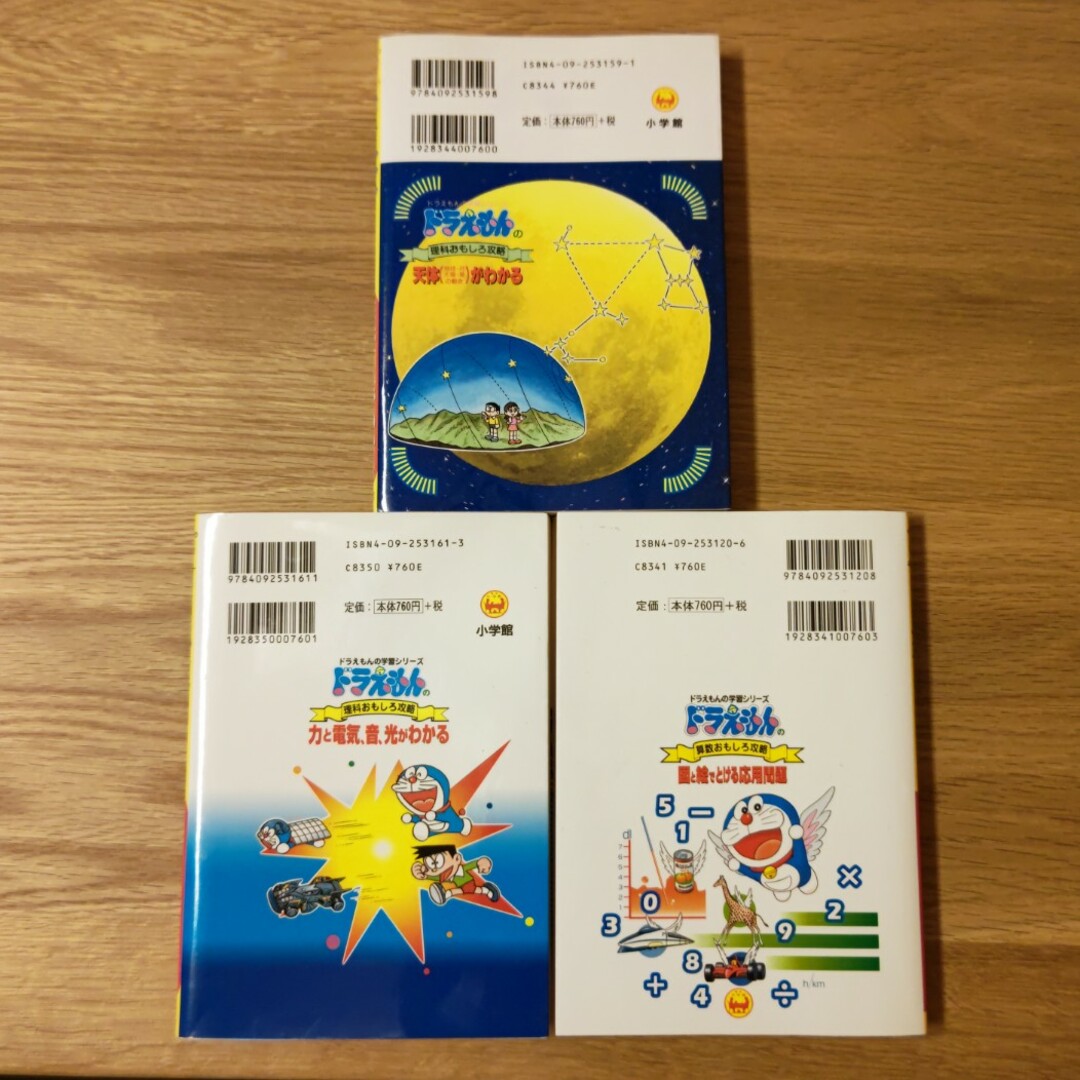 ISBN4-09-253159-1
C8344 ¥760E
9784092531598
定価：本体760円+税
1928344007600
小学館
ドラえもんの
理科おもしろ攻略
天体
がわかる
ISBN4-09-253161-3
C8350 ¥760E
9784092531611
定価：本体760円+税
1928350007601
小学館
ドラえもんの学習シリーズ
ドラえもんの
理科おもしろ攻略
力と電気、音、光がわかる
ISBN4-09-253120-6
C8341 ¥760E
9784092531208
定価：本体760円+税
1928341007603
ドラえもんの学習シリーズ
ドラえもんの
算数おもしろ攻略
図と絵でとける応用問題
5
−
1
g
7
6
5
4
3
2
1
0
×
2
3
9
8
+
4
÷
h/km